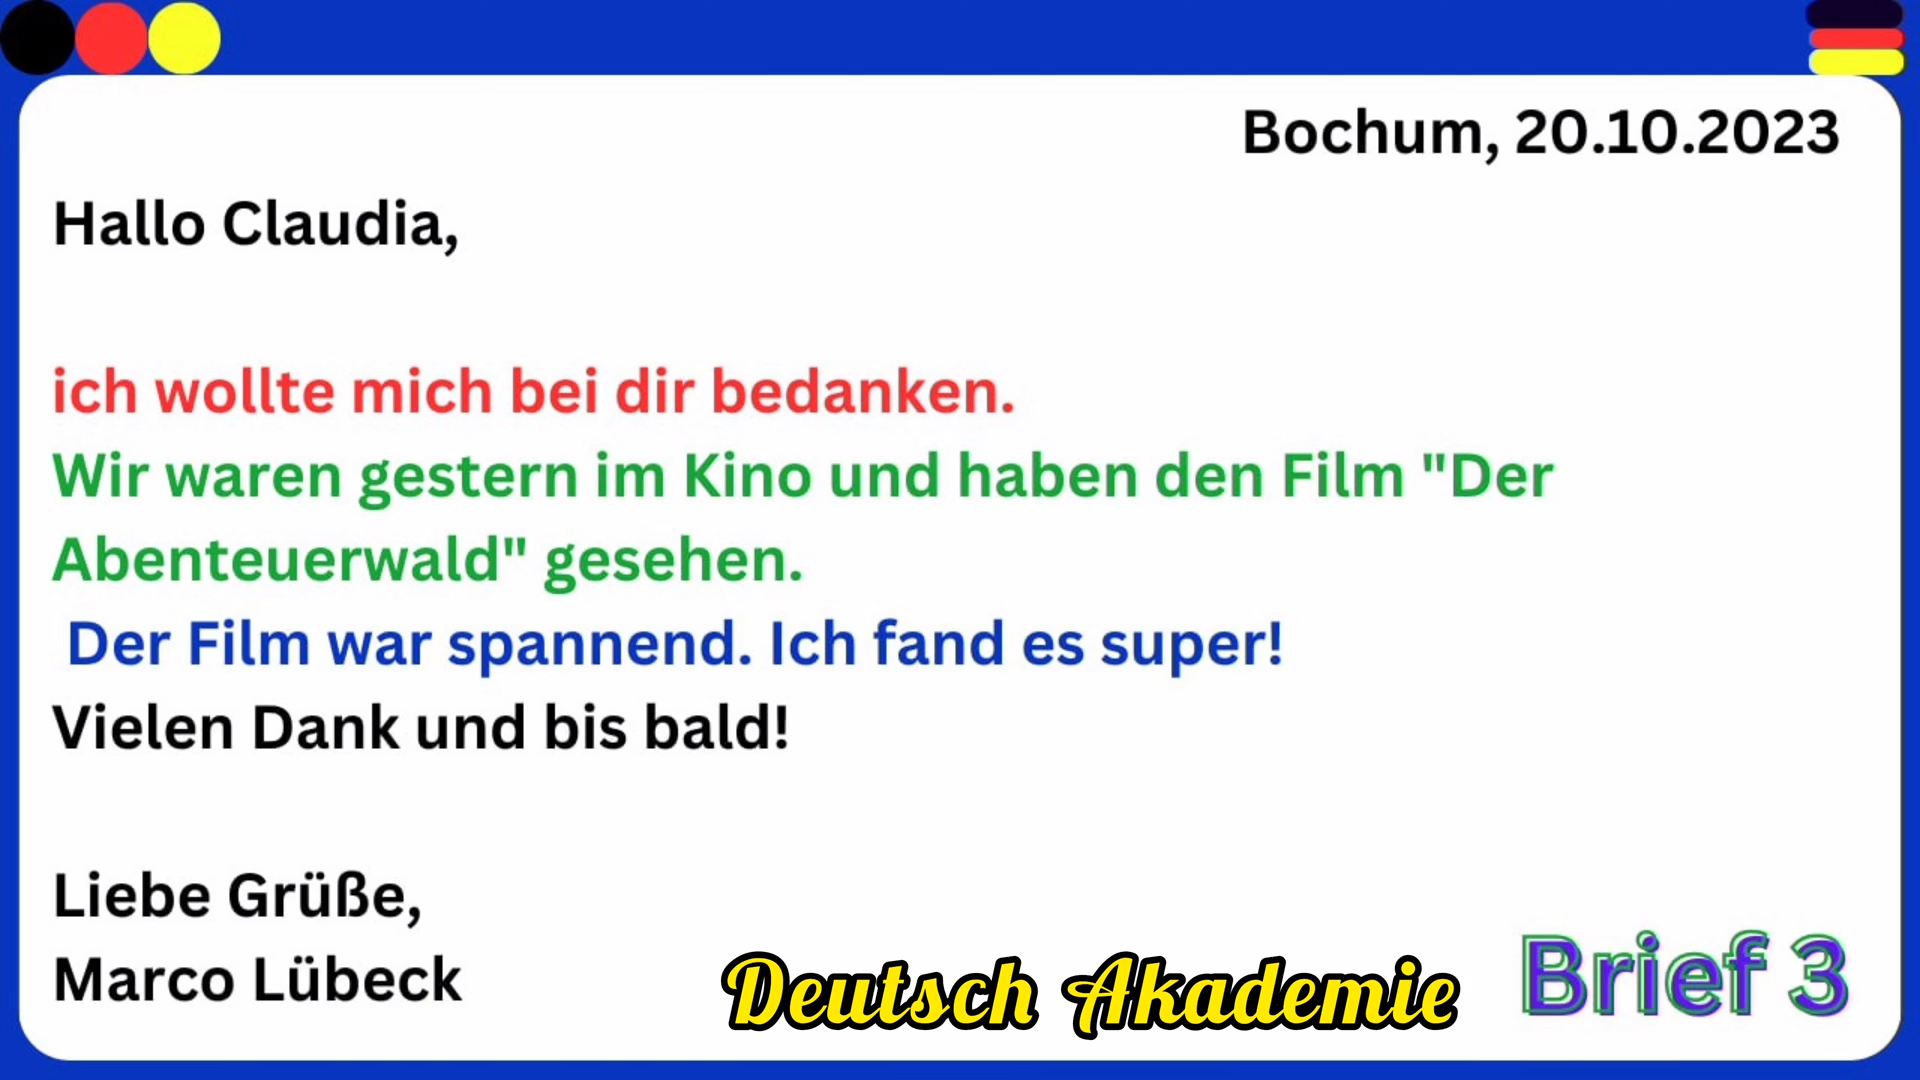 Bochum, 20.10.2023
Hallo Claudia,
ich wollte mich bei dir bedanken.
Wir waren gestern im Kino und haben den Film "Der
Abenteuerwald" gesehen.
Der Film war spannend. Ich fand es super!
Vielen Dank und bis bald!
Liebe Grüße,
Marco Lübeck
Deutsch Akademie
Brief 3